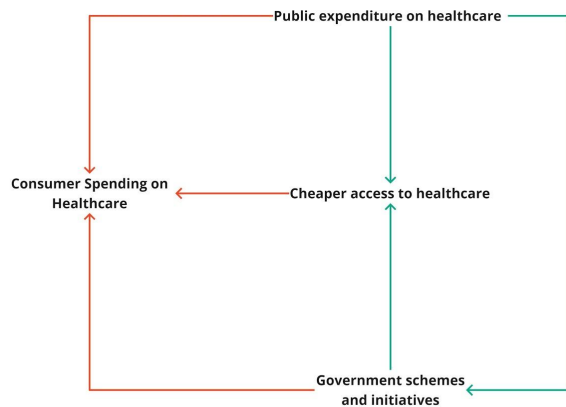 Public expenditure on healthcare
Consumer Spending on
Healthcare
Cheaper access to healthcare
Government schemes
and initiatives